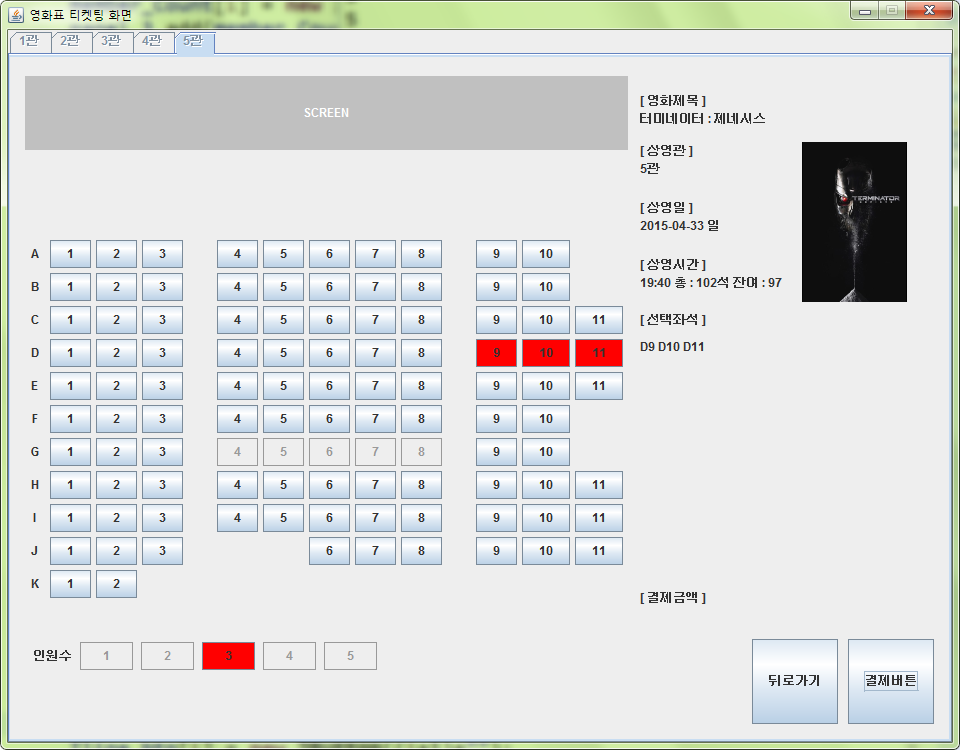 영화표 티켓팅 화면
1관 2관 3관 4관 5관
SCREEN
[ 영화제목 ]
터미네이터 : 제네시스
[ 상영관 ]
5관
TERMINATOR
[ 상영일 ]
2015-04-33 일
[ 상영시간 ]
19:40 총 : 102석 잔여 : 97
[ 선택좌석 ]
D9 D10 D11
A 1 2 3 4 5 6 7 8 9 10
B 1 2 3 4 5 6 7 8 9 10
C 1 2 3 4 5 6 7 8 9 10 11
D 1 2 3 4 5 6 7 8 9 10 11
E 1 2 3 4 5 6 7 8 9 10 11
F 1 2 3 4 5 6 7 8 9 10
G 1 2 3 4 5 6 7 8 9 10
H 1 2 3 4 5 6 7 8 9 10 11
I 1 2 3 4 5 6 7 8 9 10 11
J 1 2 3 6 7 8 9 10 11
K 1 2
[ 결제금액 ]
인원수 1 2 3 4 5
뒤로가기 결제버튼